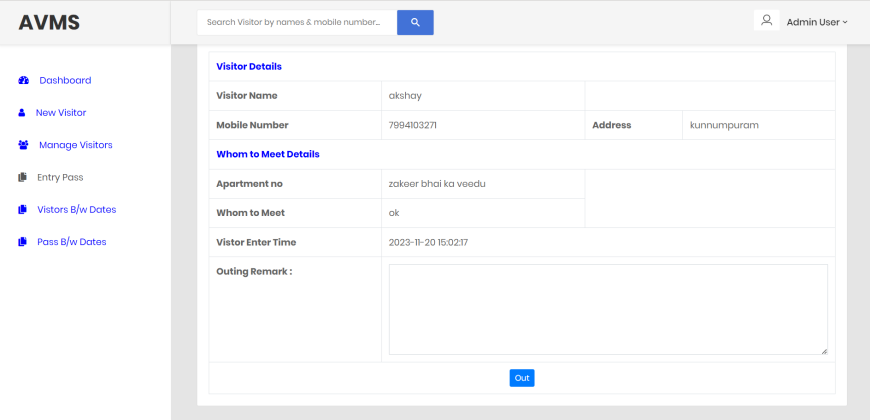 AVMS
Search Visitor by names & mobile number...
Admin User
Dashboard
New Visitor
Manage Visitors
Entry Pass
Vistors B/w Dates
Pass B/w Dates
Visitor Details
Visitor Name akshay
Mobile Number 7994103271 Address kunnumpuram
Whom to Meet Details
Apartment no zakeer bhai ka veedu
Whom to Meet ok
Vistor Enter Time 2023-11-20 15:02:17
Outing Remark :
Out